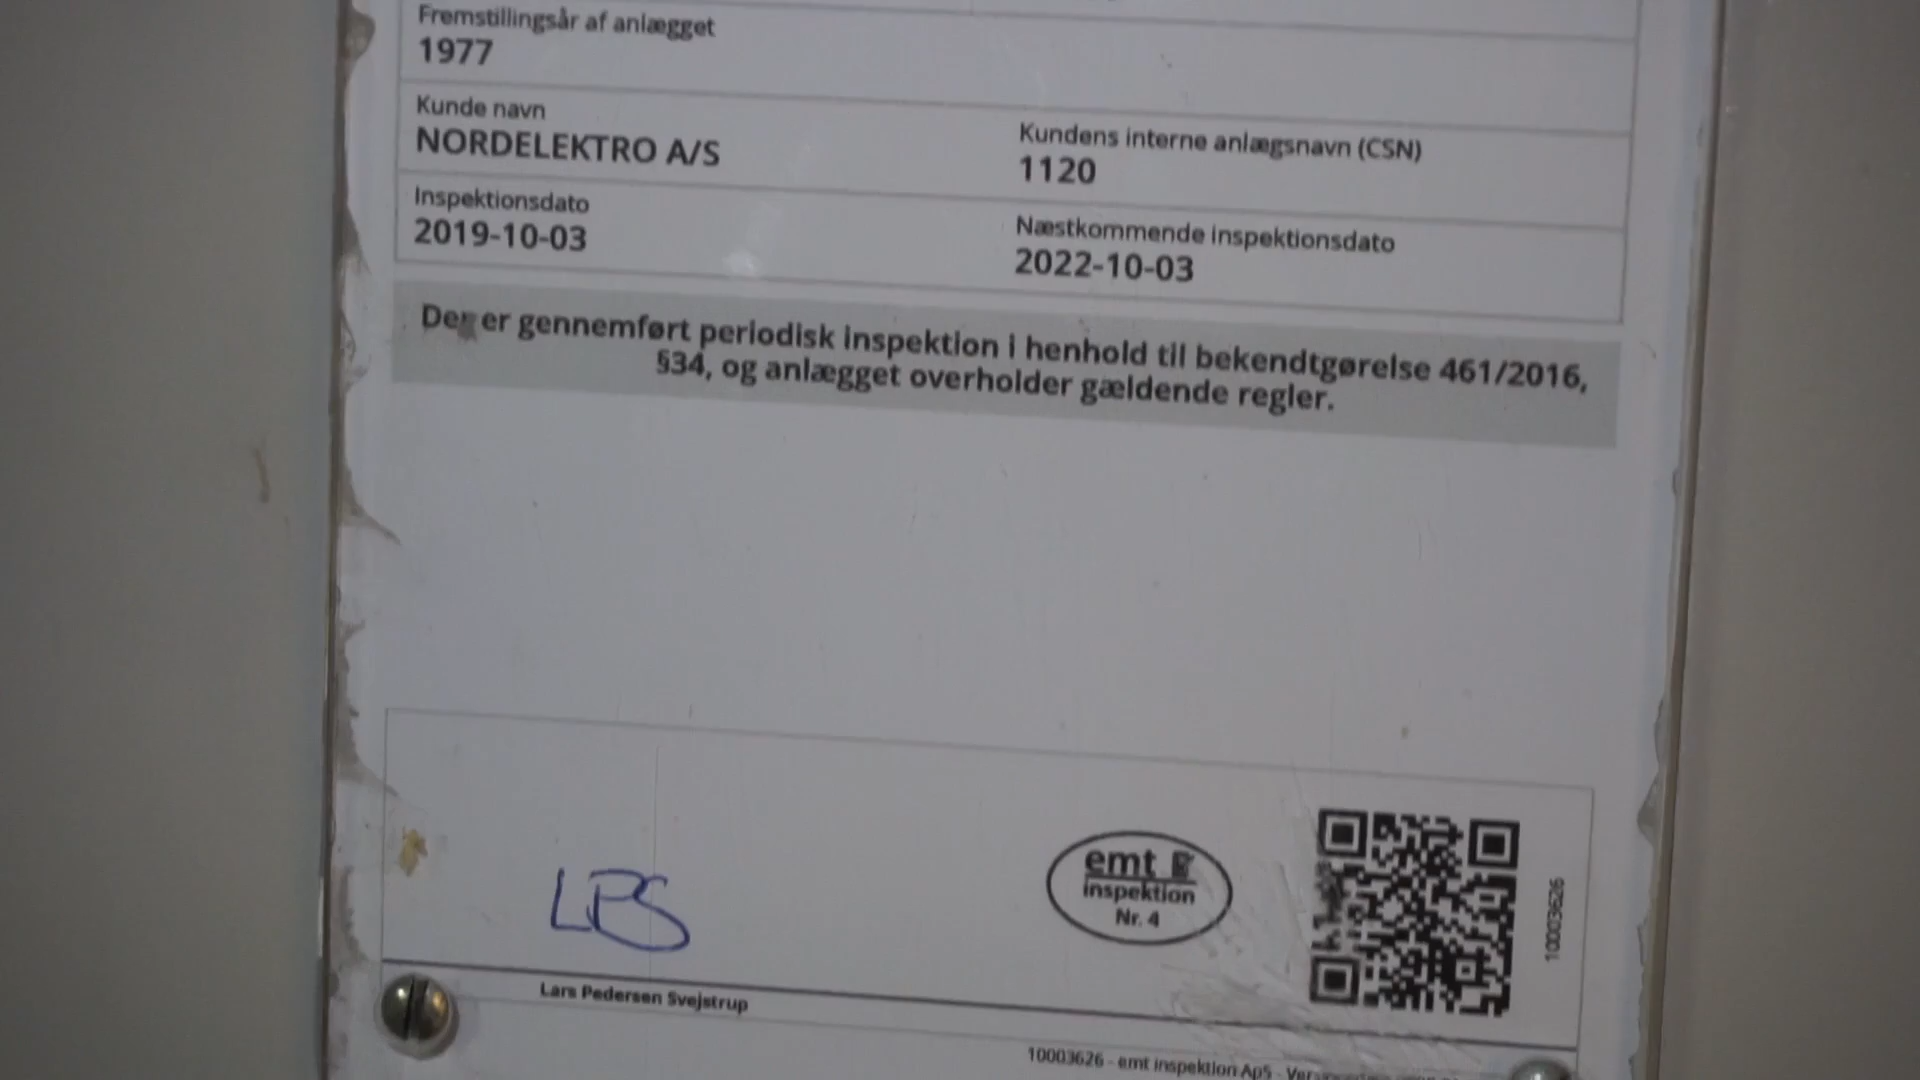 Fremstillingsår af anlægget
1977
Kunde navn
NORDELEKTRO A/S
Kundens interne anlægsnavn (CSN)
1120
Inspektionsdato
2019-10-03
Næstkommende inspektionsdato
2022-10-03
Der er gennemført periodisk inspektion i henhold til bekendtgørelse 461/2016,
§34, og anlægget overholder gældende regler.
LPS
emt
inspektion
Nr. 4
10003626
Lars Pedersen Svejstrup
10003626 - emt inspektion ApS -